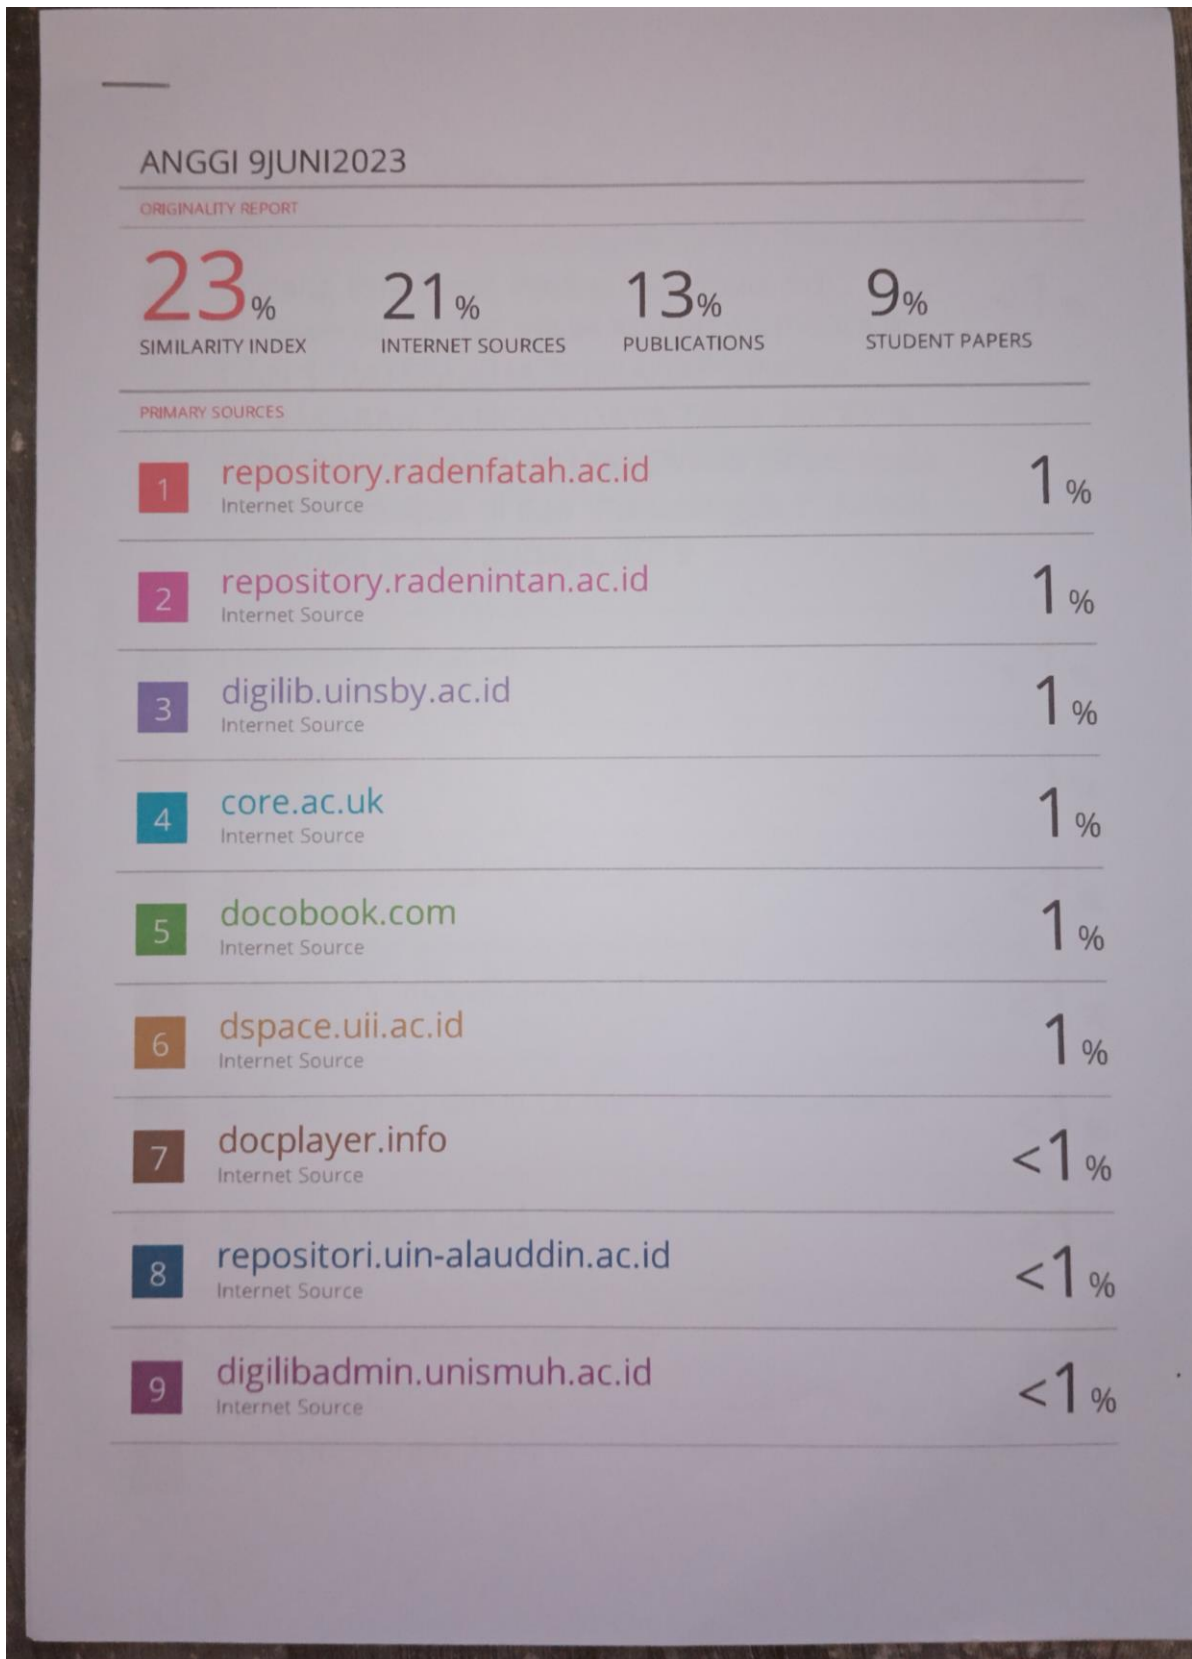 ANGGI 9JUNI2023
ORIGINALITY REPORT
23% 21% 13% 9%
SIMILARITY INDEX INTERNET SOURCES PUBLICATIONS STUDENT PAPERS
PRIMARY SOURCES
1 repository.radenfatah.ac.id 1%
Internet Source
2 repository.radenintan.ac.id 1%
Internet Source
3 digilib.uinsby.ac.id 1%
Internet Source
4 core.ac.uk 1%
Internet Source
5 docobook.com 1%
Internet Source
6 dspace.uii.ac.id 1%
Internet Source
7 docplayer.info <1%
Internet Source
8 repositori.uin-alauddin.ac.id <1%
Internet Source
9 digilibadmin.unismuh.ac.id <1%
Internet Source